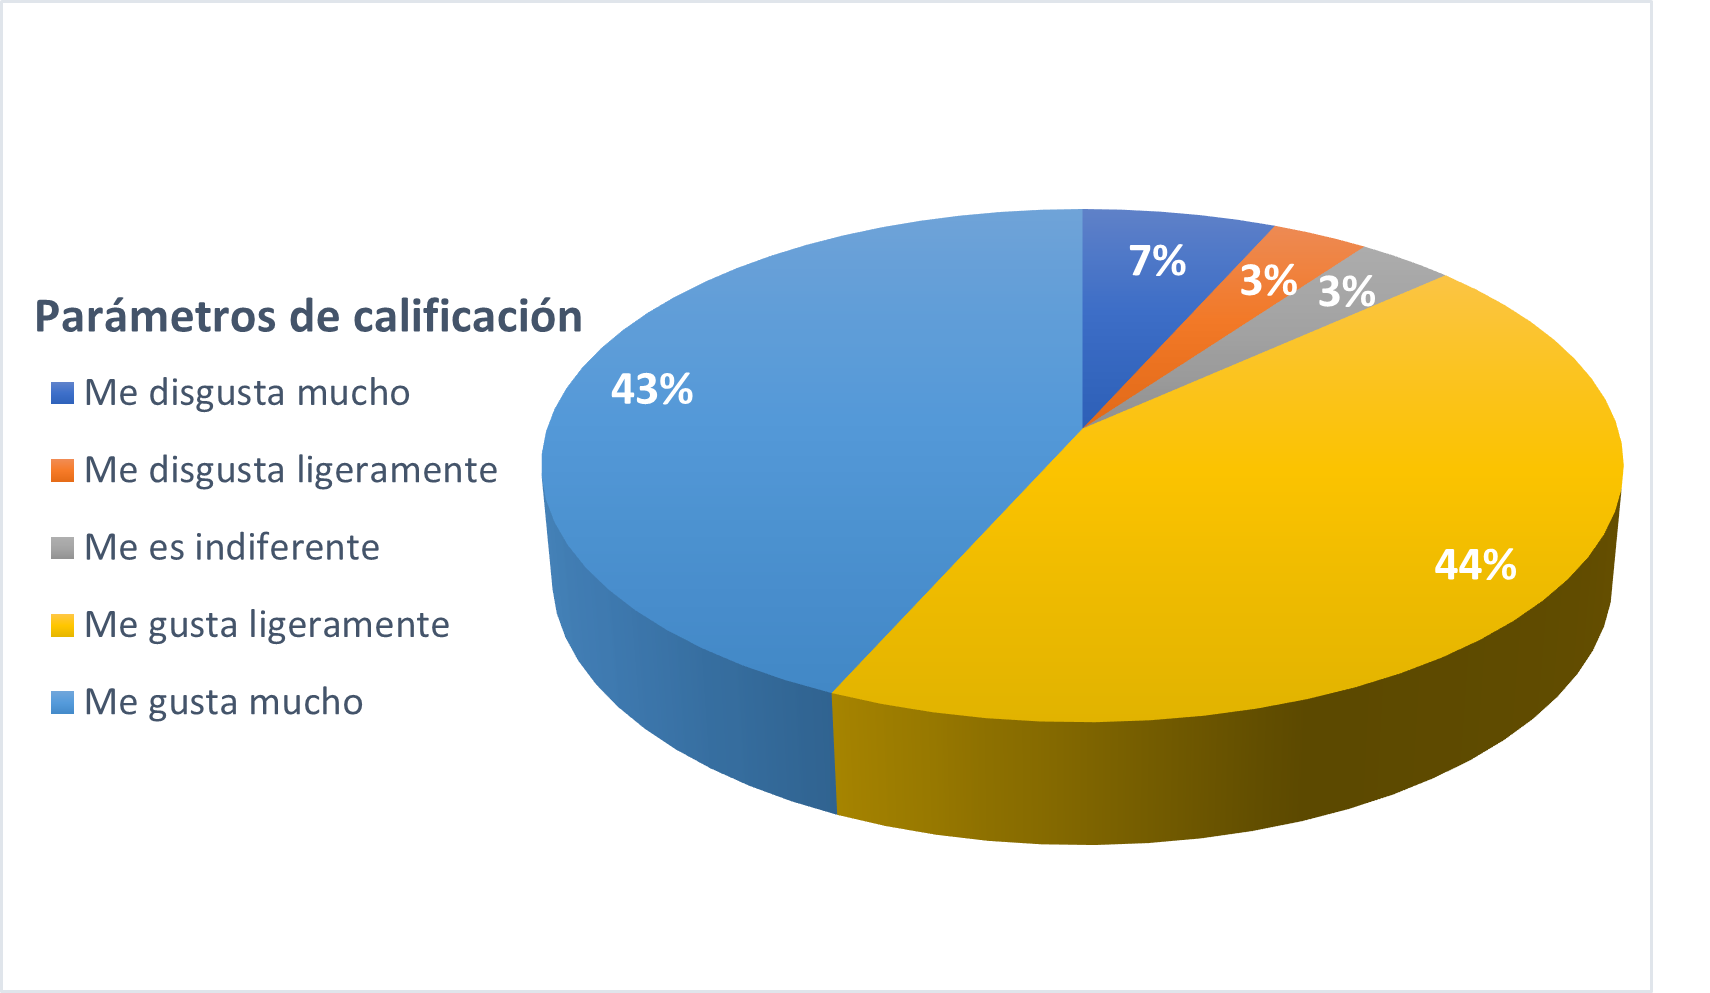 Parámetros de calificación
Me disgusta mucho
Me disgusta ligeramente
Me es indiferente
Me gusta ligeramente
Me gusta mucho
7%
3%
3%
43%
44%